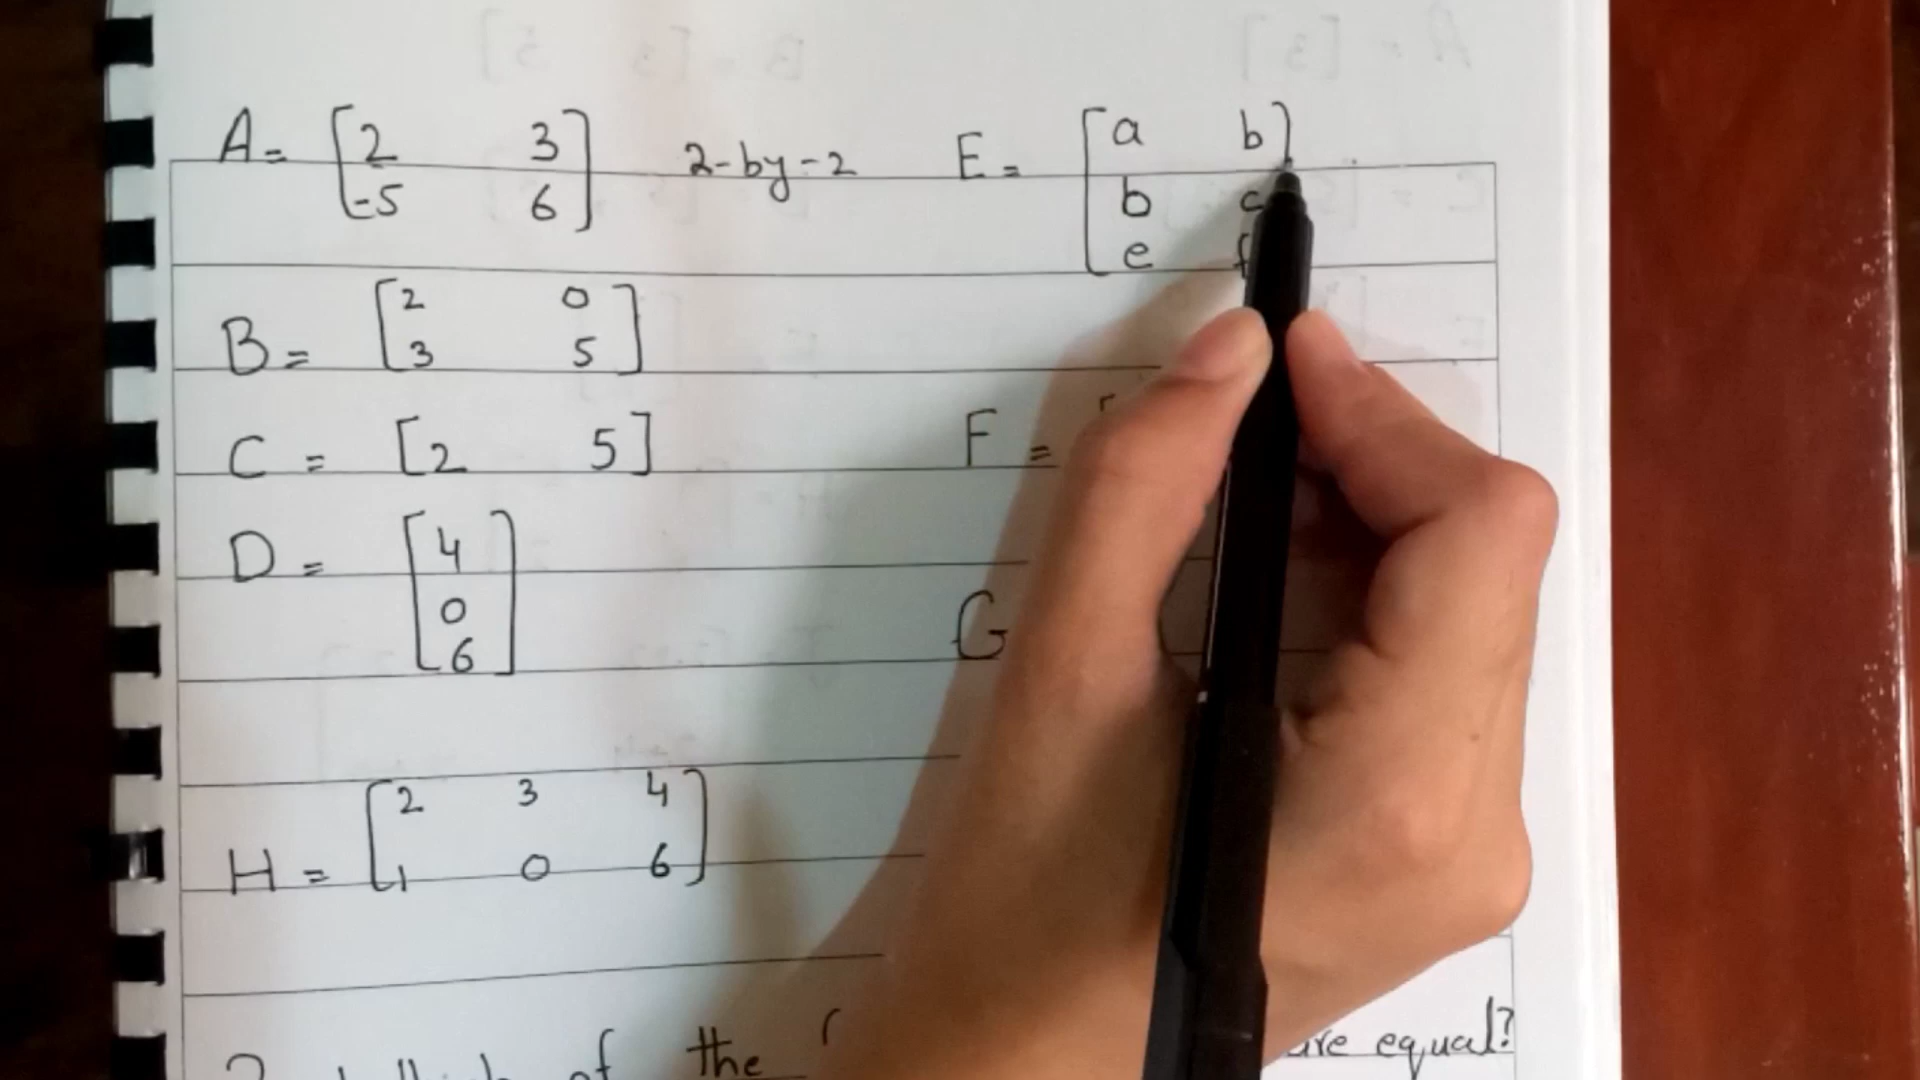 A = [2 3 2-by-2 E = [a b]
-5 6] b c
e f
B = [2 0
3 5]
C = [2 5] F =
D = [4
0 G
6]
H = [2 3 4
1 0 6]
of the are equal?